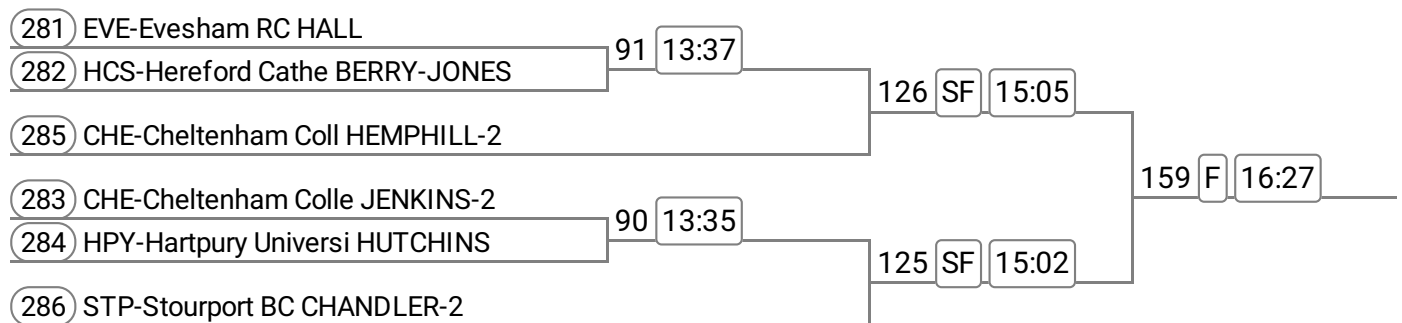 281 EVE-Evesham RC HALL
91 13:37
282 HCS-Hereford Cathe BERRY-JONES
126 SF 15:05
285 CHE-Cheltenham Coll HEMPHILL-2
159 F 16:27
283 CHE-Cheltenham Colle JENKINS-2
90 13:35
284 HPY-Hartpury Universi HUTCHINS
125 SF 15:02
286 STP-Stourport BC CHANDLER-2